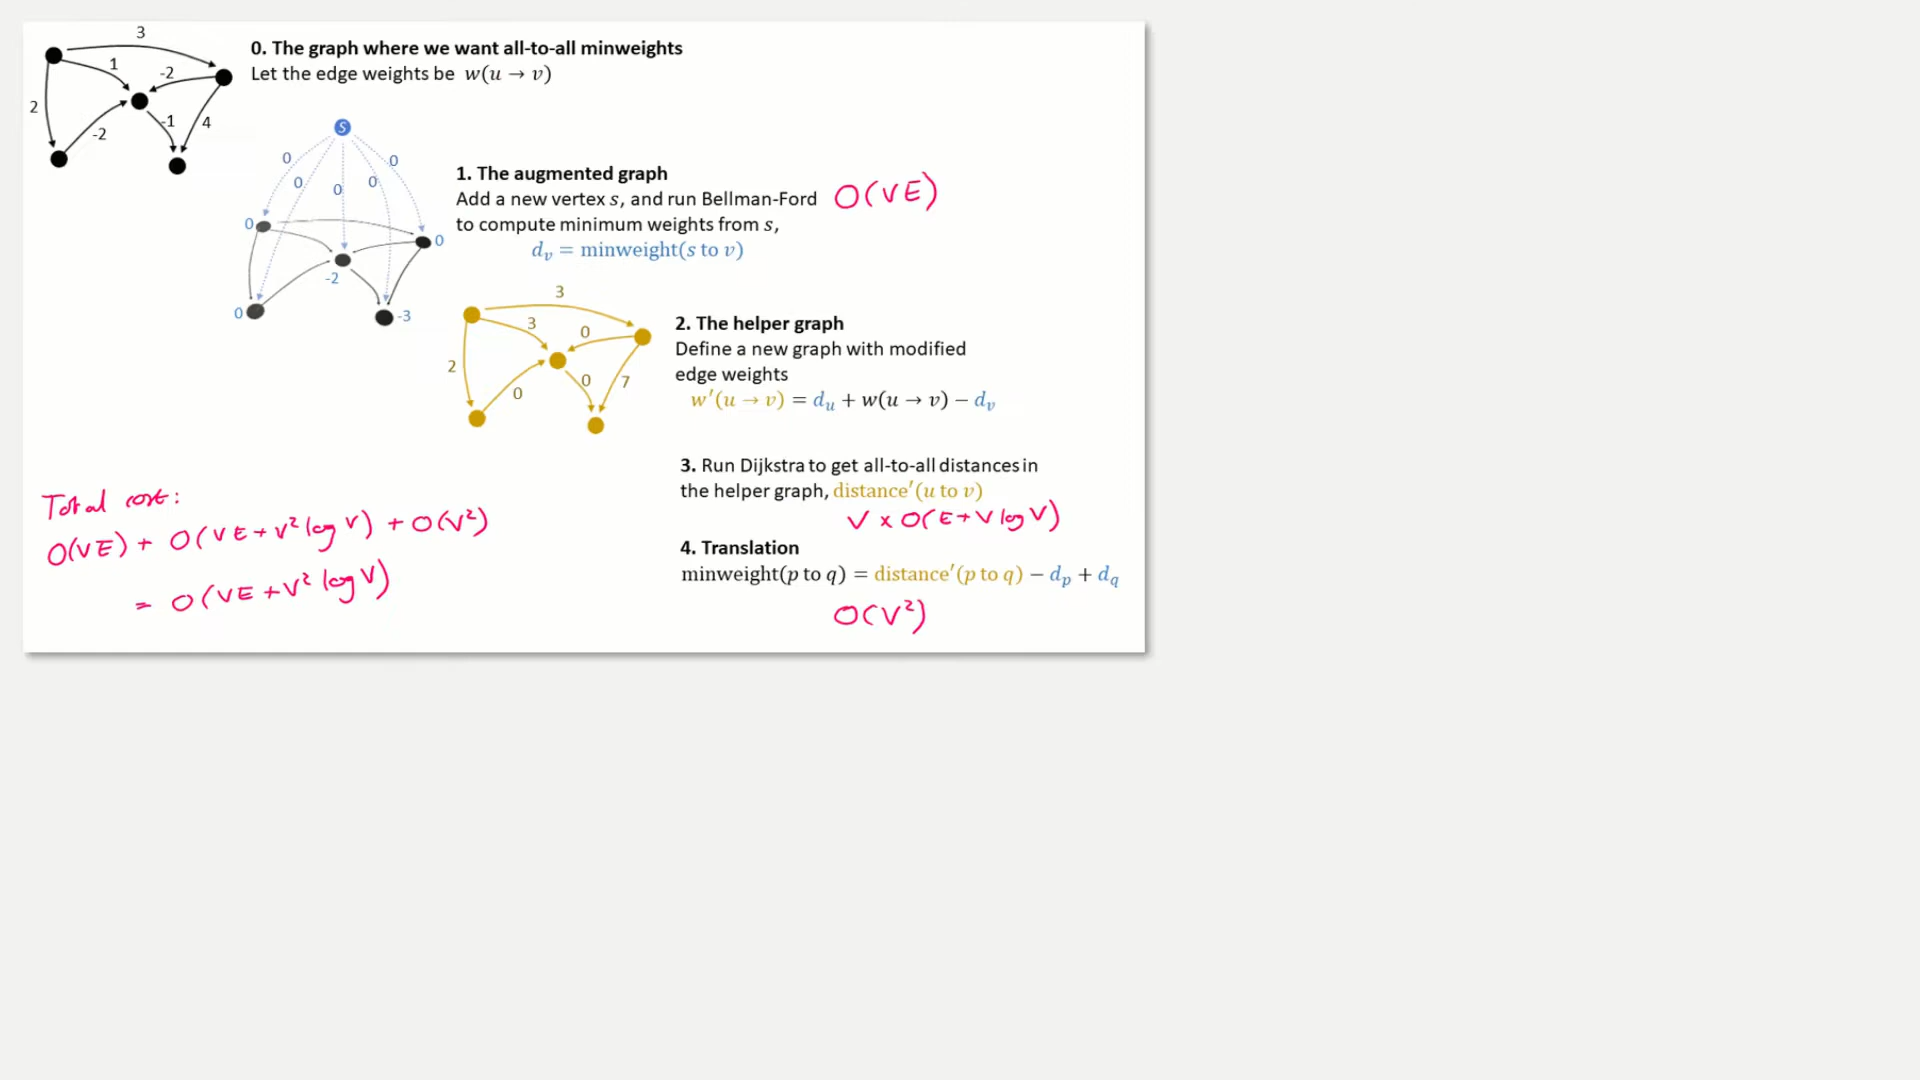 3
0. The graph where we want all-to-all minweights
1
-2
Let the edge weights be w(u → v)
2
-2
-1
4
S
0
0
0
0
0
1. The augmented graph
Add a new vertex s, and run Bellman-Ford O(VE)
to compute minimum weights from s,
d_v = minweight(s to v)
0
0
-2
0
-3
3
3
0
2
0
0
7
2. The helper graph
Define a new graph with modified
edge weights
w′(u → v) = d_u + w(u → v) − d_v
3. Run Dijkstra to get all-to-all distances in
the helper graph, distance′(u to v)
V × O(E+V log V)
4. Translation
minweight(p to q) = distance′(p to q) − d_p + d_q
O(V²)
Total cost:
O(VE) + O(VE+V² log V) + O(V²)
= O(VE+V² log V)